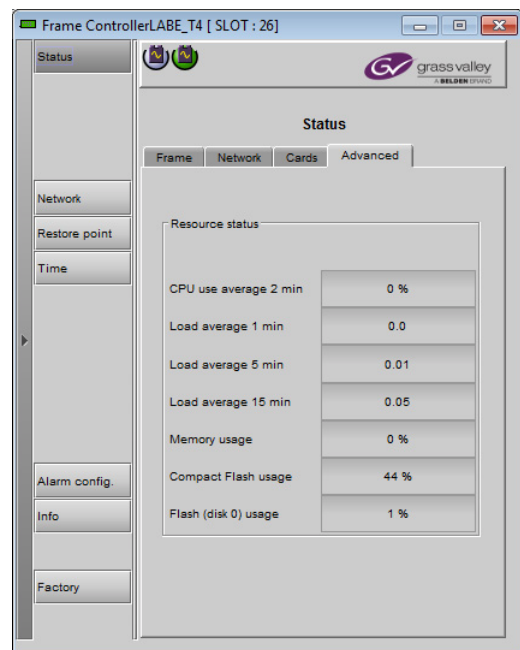 Frame ControllerLABE_T4 [ SLOT : 26]
Status
grass valley
A BELDEN BRAND
Status
Frame Network Cards Advanced
Network
Restore point
Time
Alarm config.
Info
Factory
Resource status
CPU use average 2 min 0 %
Load average 1 min 0.0
Load average 5 min 0.01
Load average 15 min 0.05
Memory usage 0 %
Compact Flash usage 44 %
Flash (disk 0) usage 1 %